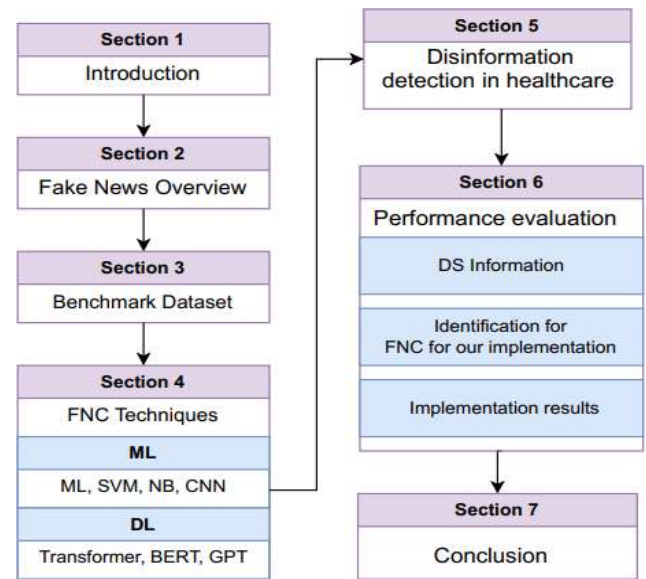 Section 1
Introduction
Section 2
Fake News Overview
Section 3
Benchmark Dataset
Section 4
FNC Techniques
ML
ML, SVM, NB, CNN
DL
Transformer, BERT, GPT
Section 5
Disinformation
detection in healthcare
Section 6
Performance evaluation
DS Information
Identification for
FNC for our implementation
Implementation results
Section 7
Conclusion